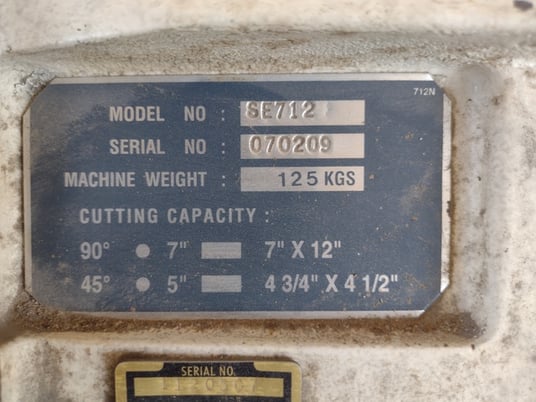 712N
MODEL NO : SE712
SERIAL NO : 070209
MACHINE WEIGHT : 125 KGS
CUTTING CAPACITY :
90° ● 7" ▬ 7" X 12"
45° ● 5" ▬ 4 3/4" X 4 1/2"
SERIAL NO.